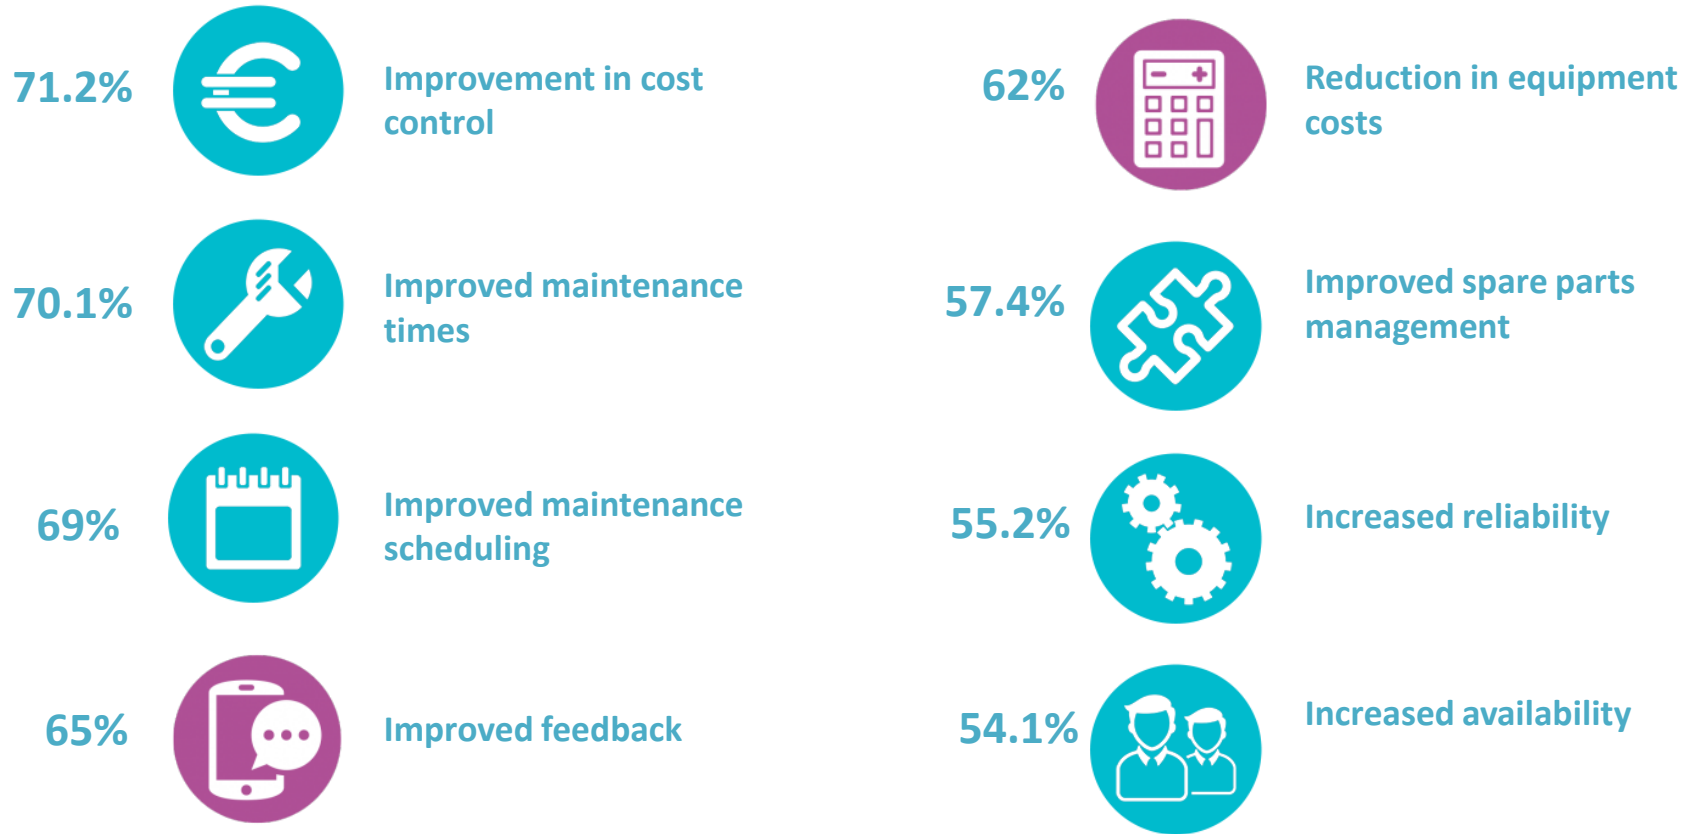 71.2%
Improvement in cost
control
70.1%
Improved maintenance
times
69%
Improved maintenance
scheduling
65%
Improved feedback
62%
Reduction in equipment
costs
57.4%
Improved spare parts
management
55.2%
Increased reliability
54.1%
Increased availability